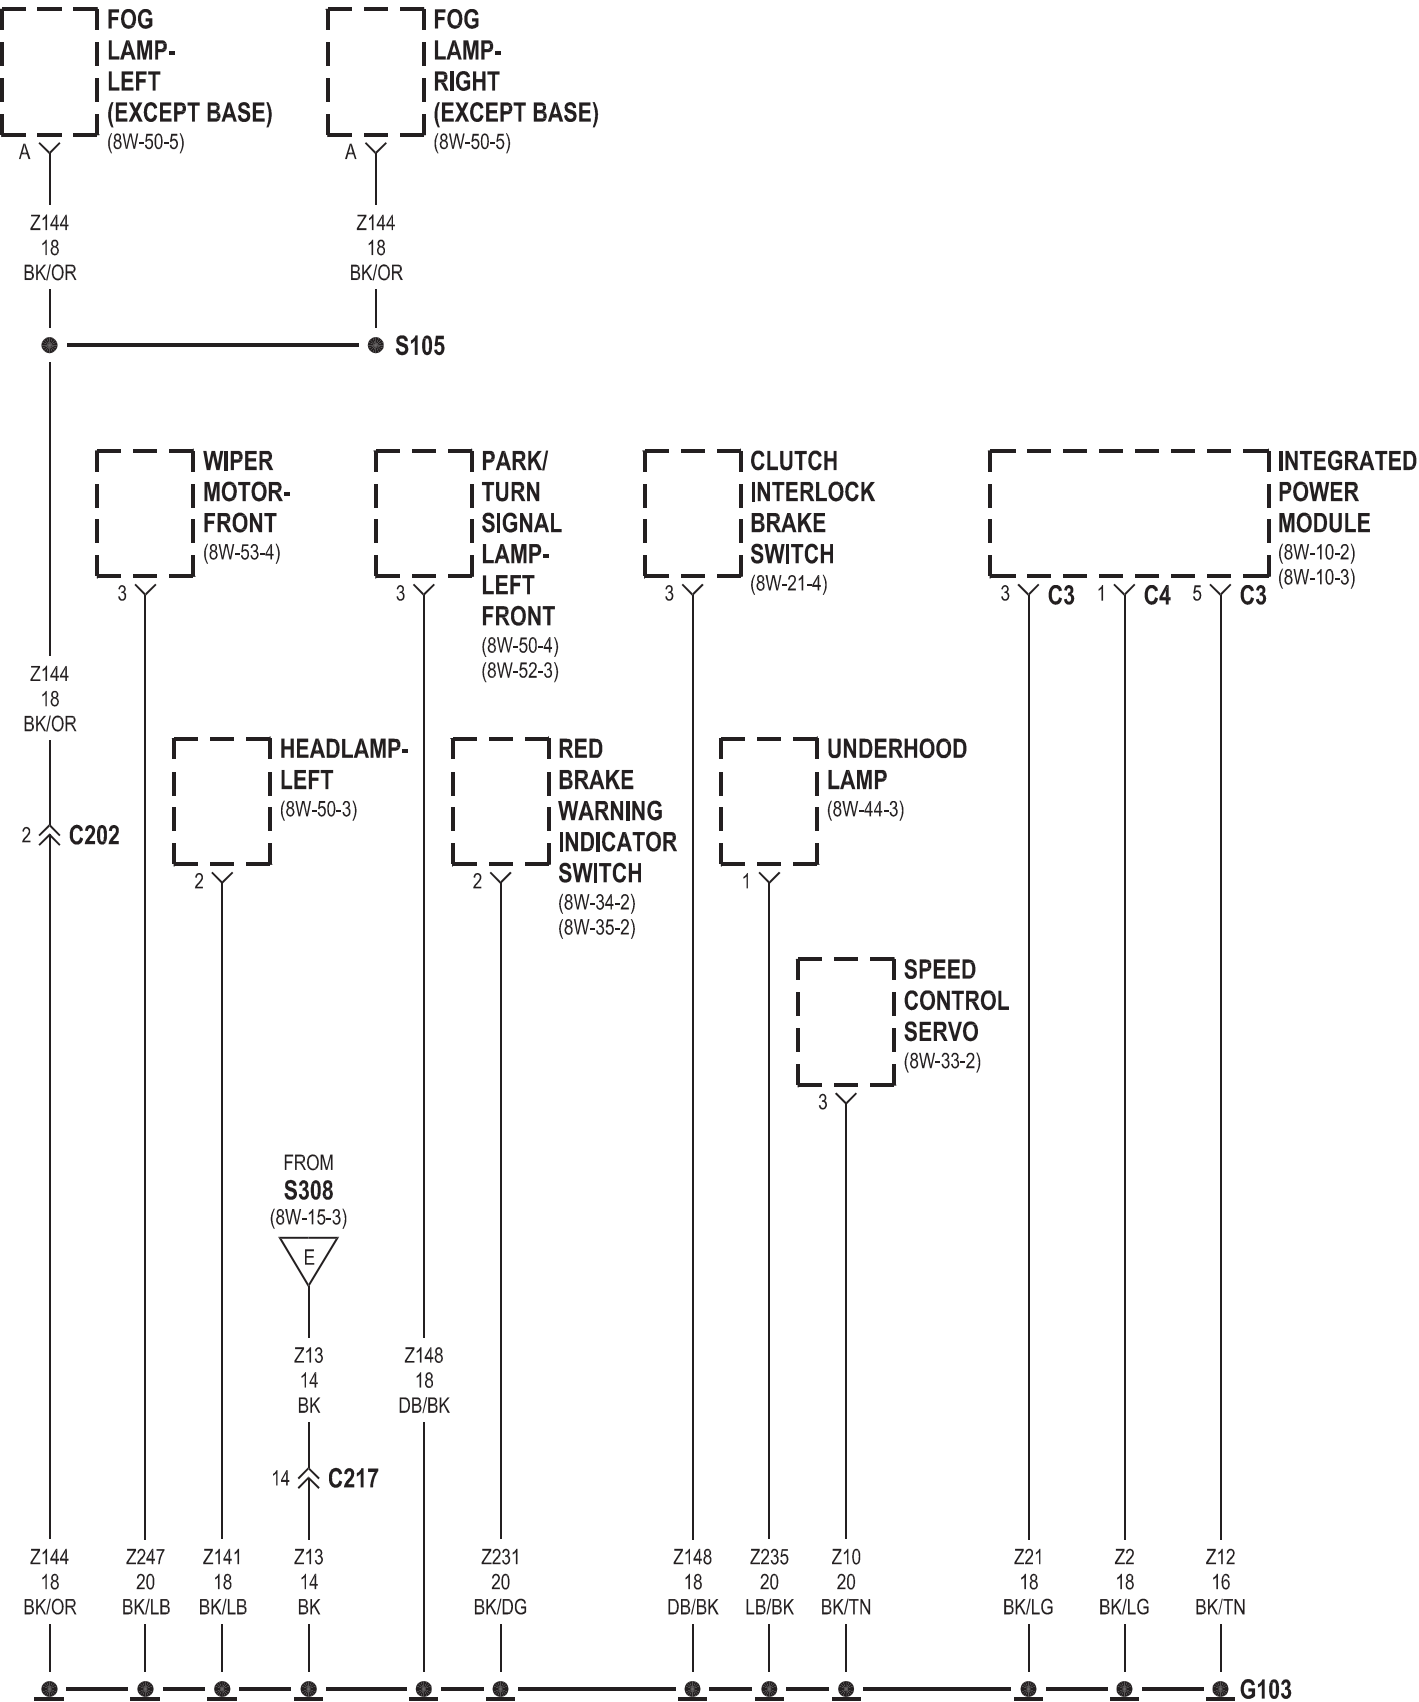 FOG
LAMP-
LEFT
(EXCEPT BASE)
(8W-50-5)
A
FOG
LAMP-
RIGHT
(EXCEPT BASE)
(8W-50-5)
A
Z144
18
BK/OR
Z144
18
BK/OR
S105
WIPER
MOTOR-
FRONT
(8W-53-4)
3
PARK/
TURN
SIGNAL
LAMP-
LEFT
FRONT
(8W-50-4)
(8W-52-3)
3
CLUTCH
INTERLOCK
BRAKE
SWITCH
(8W-21-4)
3
INTEGRATED
POWER
MODULE
(8W-10-2)
(8W-10-3)
3 C3
1 C4
5 C3
Z144
18
BK/OR
2 C202
HEADLAMP-
LEFT
(8W-50-3)
2
RED
BRAKE
WARNING
INDICATOR
SWITCH
(8W-34-2)
(8W-35-2)
2
UNDERHOOD
LAMP
(8W-44-3)
1
SPEED
CONTROL
SERVO
(8W-33-2)
3
FROM
S308
(8W-15-3)
E
Z13
14
BK
Z148
18
DB/BK
14 C217
Z144
18
BK/OR
Z247
20
BK/LB
Z141
18
BK/LB
Z13
14
BK
Z231
20
BK/DG
Z148
18
DB/BK
Z235
20
LB/BK
Z10
20
BK/TN
Z21
18
BK/LG
Z2
18
BK/LG
Z12
16
BK/TN
G103